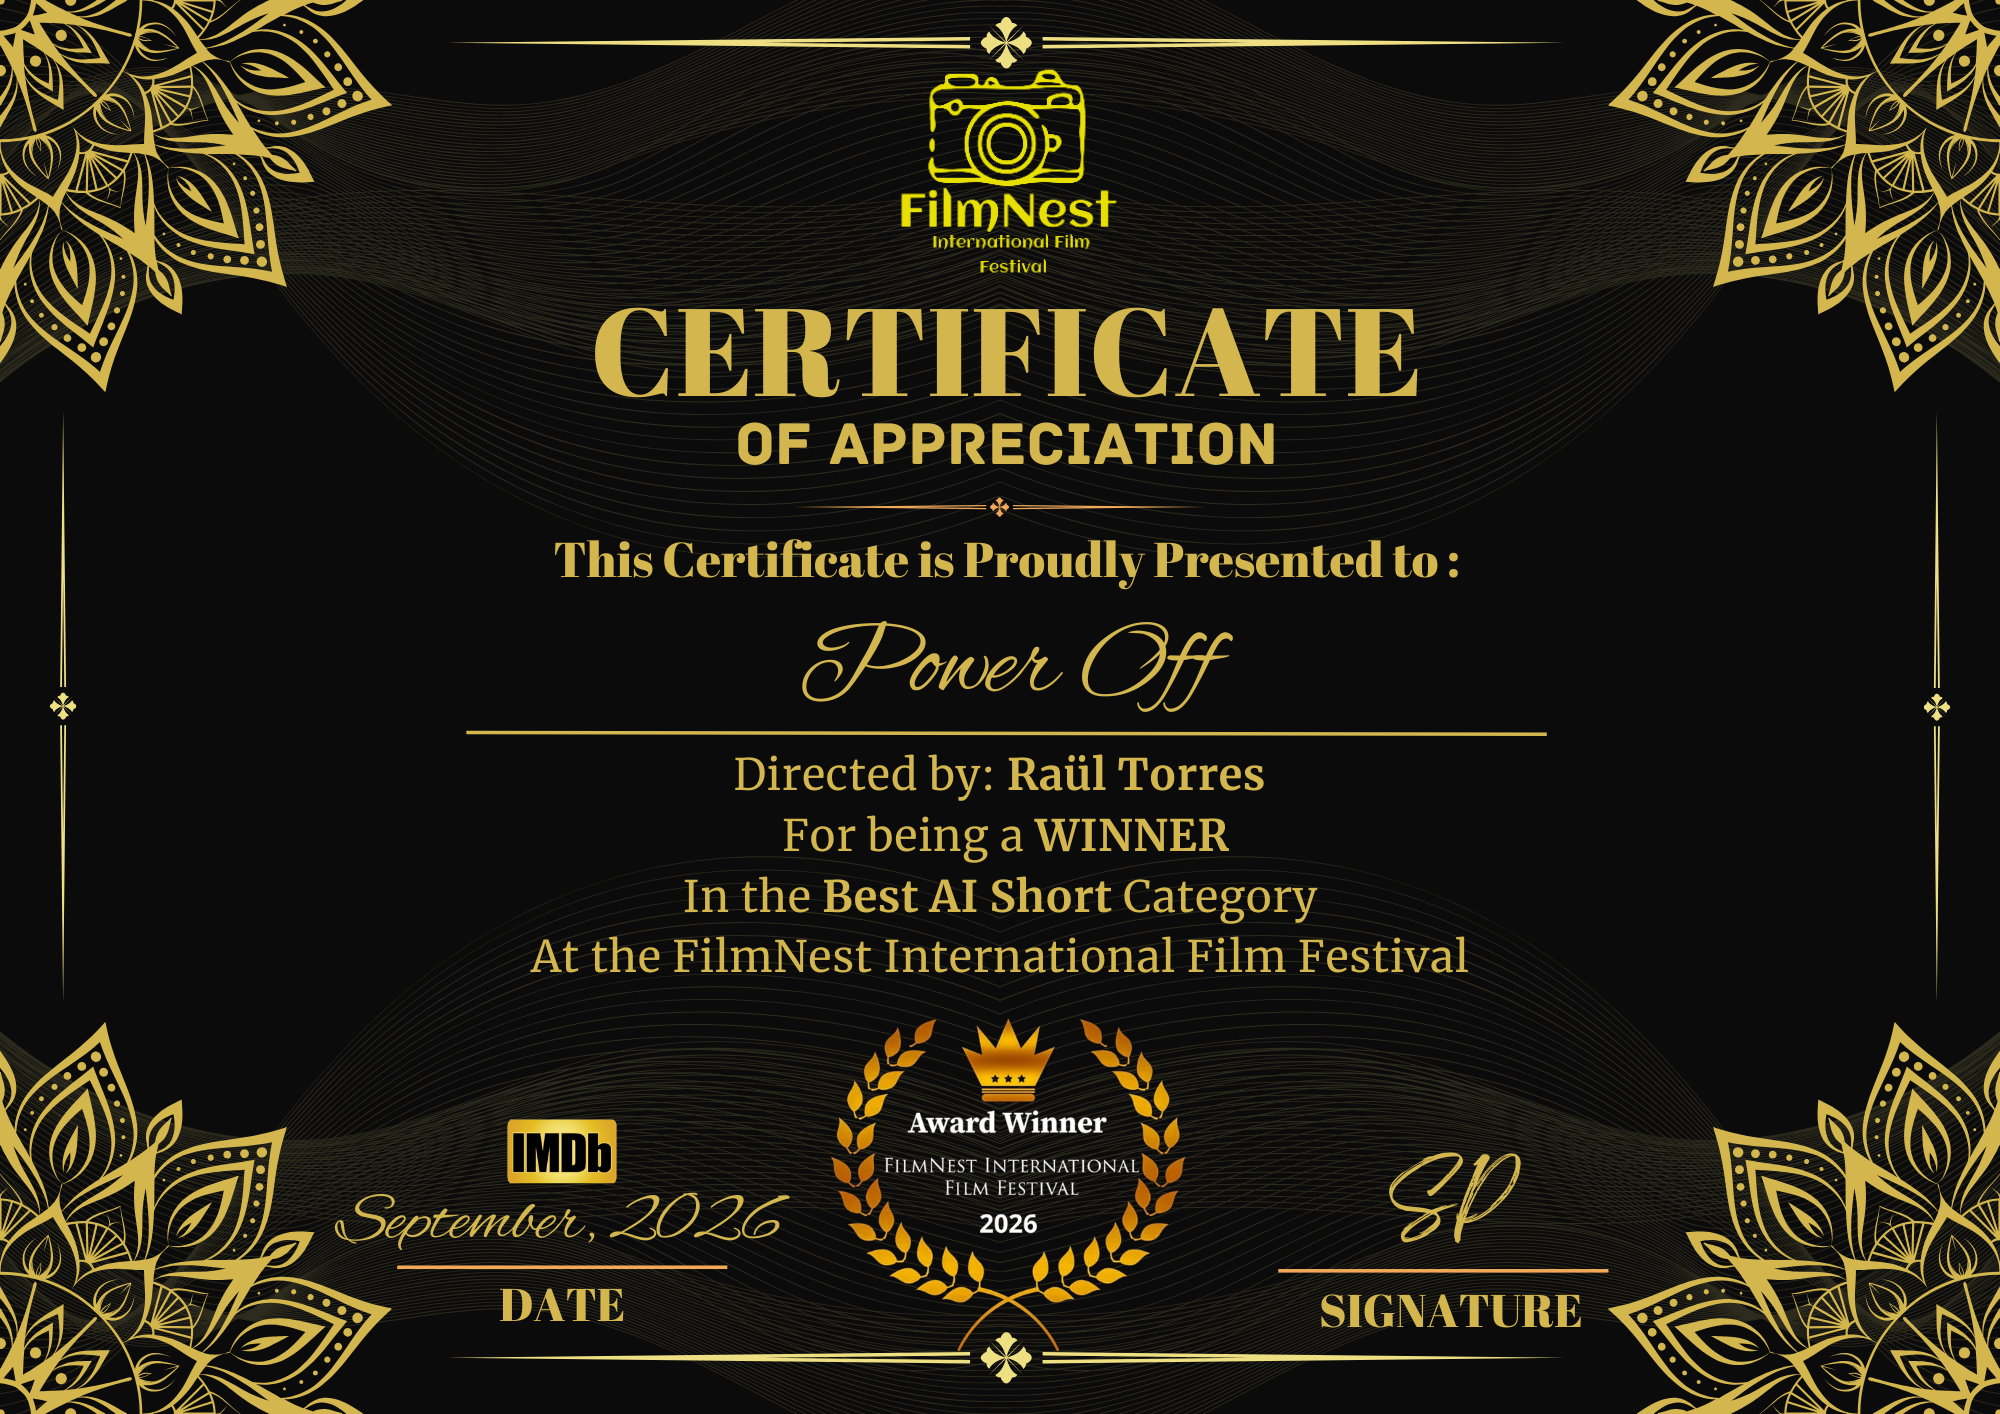 FilmNest
International Film
Festival
CERTIFICATE
OF APPRECIATION
This Certificate is Proudly Presented to :
Power Off
Directed by: Raül Torres
For being a WINNER
In the Best AI Short Category
At the FilmNest International Film Festival
Award Winner
FilmNest International
Film Festival
2026
IMDb
September, 2026
DATE
SP
SIGNATURE